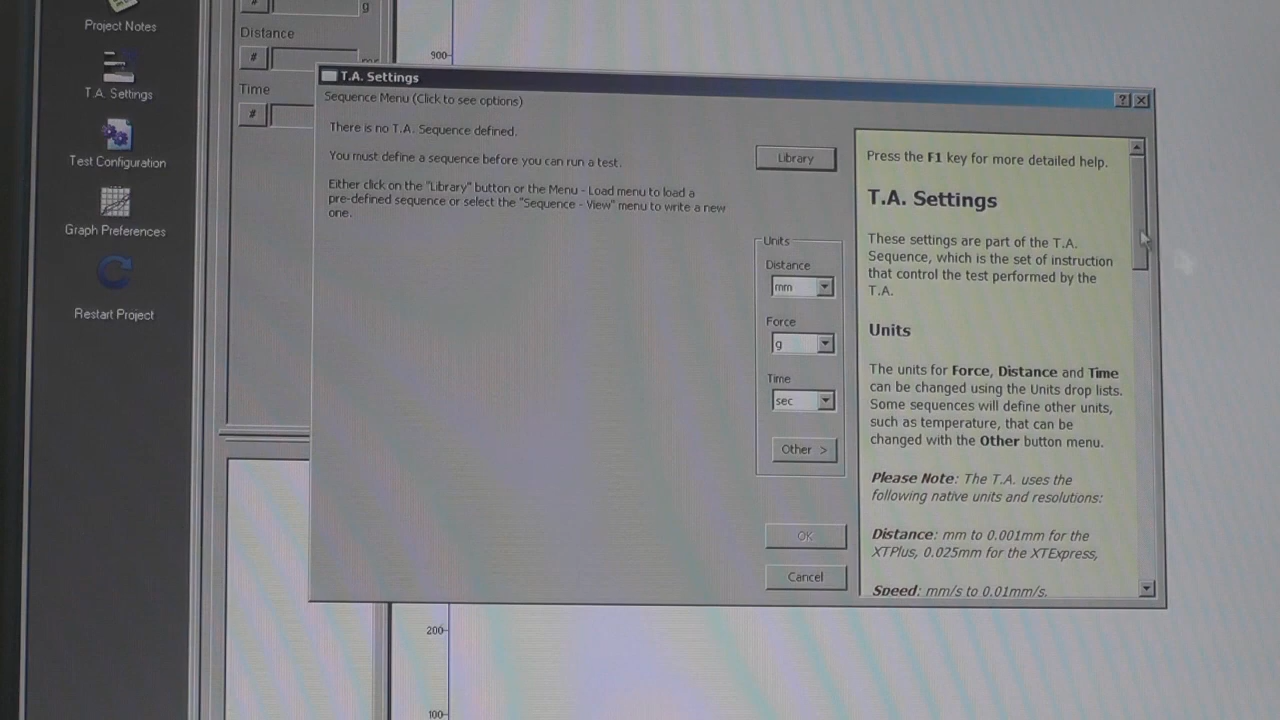 Project Notes
T.A. Settings
Test Configuration
Graph Preferences
Restart Project
#
g
Distance
#
Time
#
900
200
100
T.A. Settings
?
Sequence Menu (Click to see options)
There is no T.A. Sequence defined.
You must define a sequence before you can run a test.
Either click on the "Library" button or the Menu - Load menu to load a
pre-defined sequence or select the "Sequence - View" menu to write a new
one.
Library
Units
Distance
mm
Force
g
Time
sec
Other >
OK
Cancel
Press the F1 key for more detailed help.
T.A. Settings
These settings are part of the T.A.
Sequence, which is the set of instruction
that control the test performed by the
T.A.
Units
The units for Force, Distance and Time
can be changed using the Units drop lists.
Some sequences will define other units,
such as temperature, that can be
changed with the Other button menu.
Please Note: The T.A. uses the
following native units and resolutions:
Distance: mm to 0.001mm for the
XTPlus, 0.025mm for the XTExpress,
Speed: mm/s to 0.01mm/s.